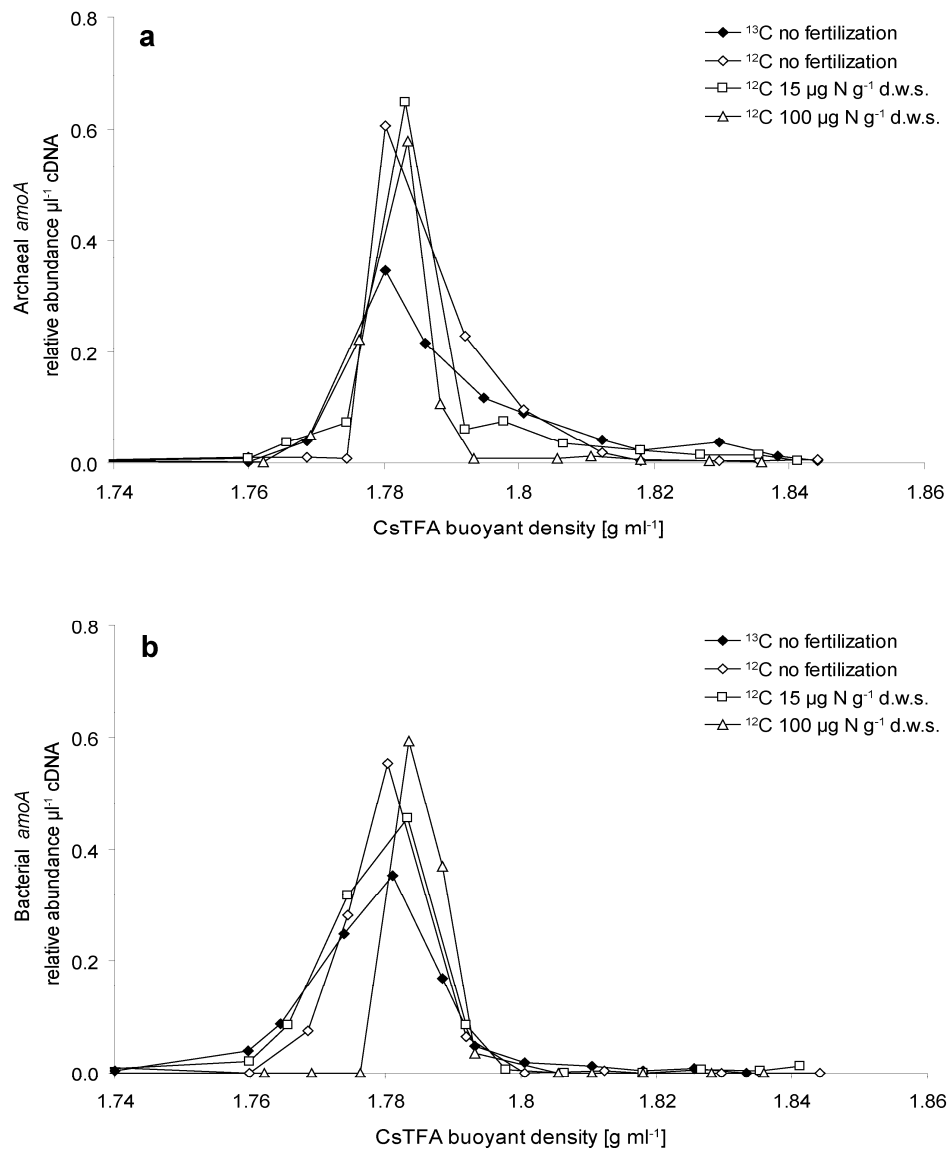 a
0.8
0.6
0.4
0.2
0.0
Archaeal amoA
relative abundance µl⁻¹ cDNA
¹³C no fertilization
¹²C no fertilization
¹²C 15 µg N g⁻¹ d.w.s.
¹²C 100 µg N g⁻¹ d.w.s.
1.74 1.76 1.78 1.8 1.82 1.84 1.86
CsTFA buoyant density [g ml⁻¹]
b
0.8
0.6
0.4
0.2
0.0
Bacterial amoA
relative abundance µl⁻¹ cDNA
¹³C no fertilization
¹²C no fertilization
¹²C 15 µg N g⁻¹ d.w.s.
¹²C 100 µg N g⁻¹ d.w.s.
1.74 1.76 1.78 1.8 1.82 1.84 1.86
CsTFA buoyant density [g ml⁻¹]